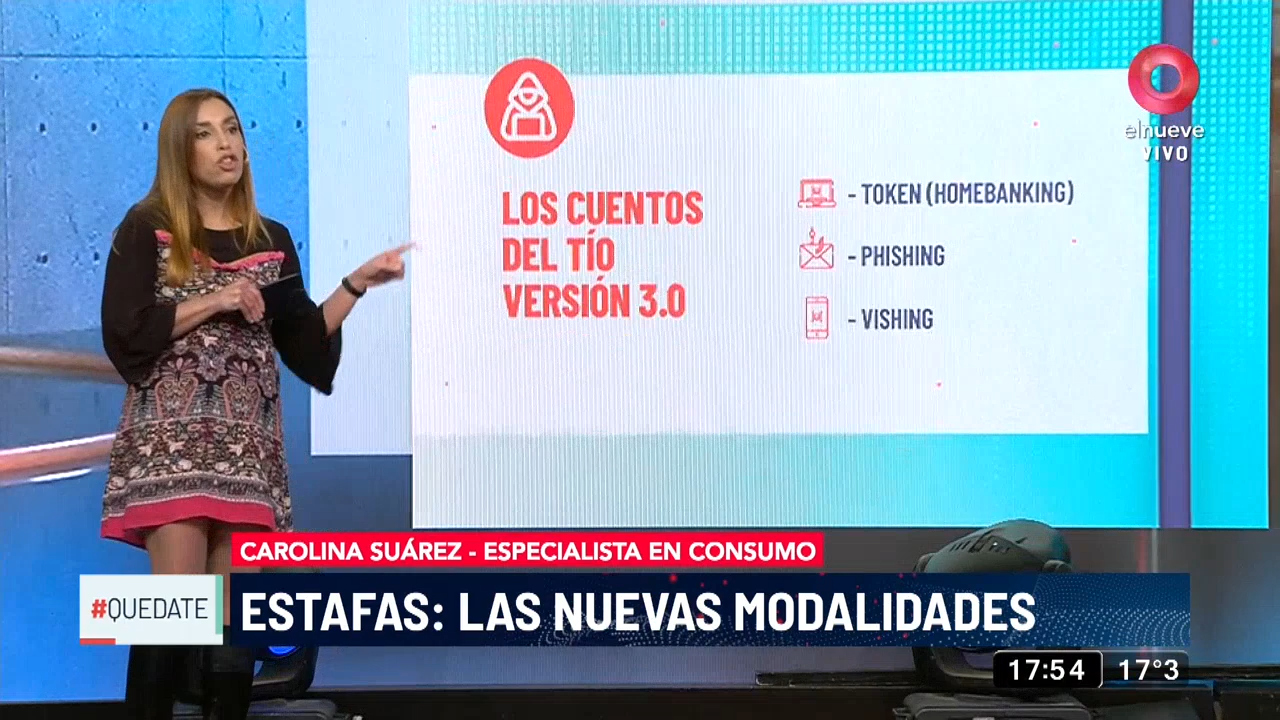 elnueve
VIVO
LOS CUENTOS
DEL TÍO
VERSIÓN 3.0
- TOKEN (HOMEBANKING)
- PHISHING
- VISHING
CAROLINA SUÁREZ - ESPECIALISTA EN CONSUMO
#QUEDATE
ESTAFAS: LAS NUEVAS MODALIDADES
17:54
17°3